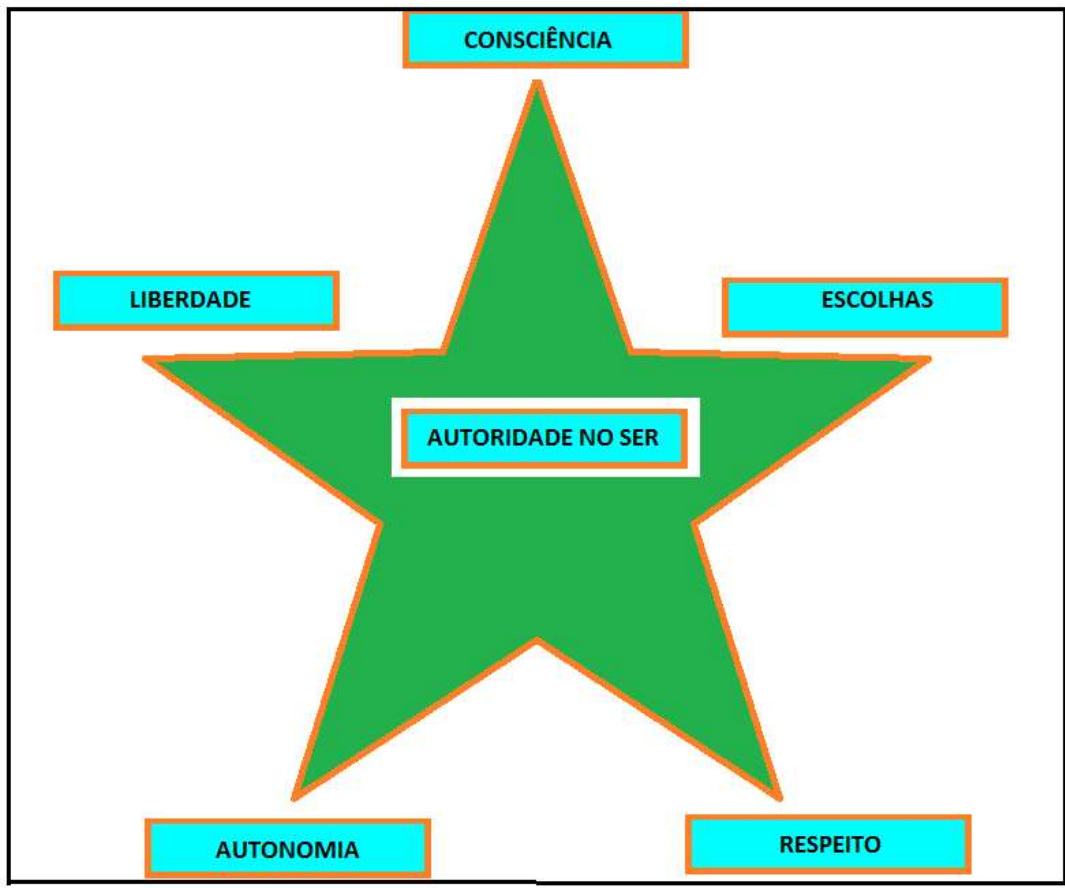 CONSCIÊNCIA
LIBERDADE
ESCOLHAS
AUTORIDADE NO SER
AUTONOMIA
RESPEITO